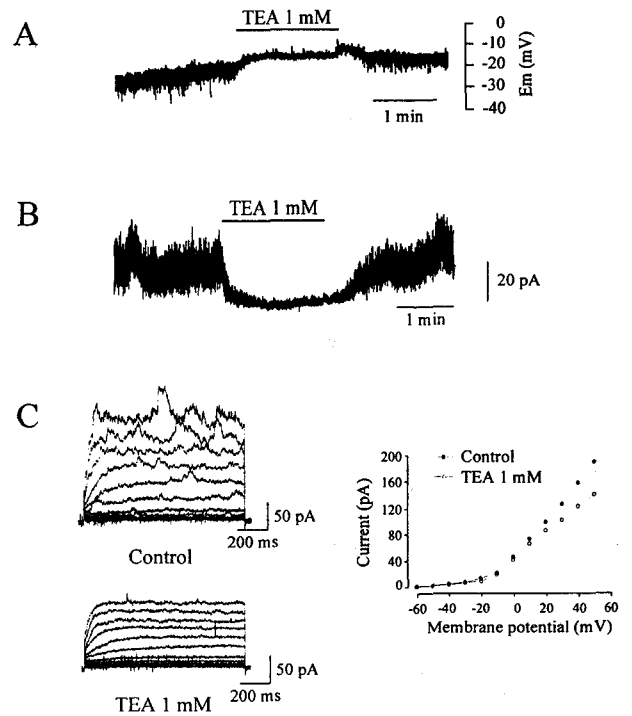 A
TEA 1 mM
0
-10
-20
-30
-40
Em (mV)
1 min
B
TEA 1 mM
20 pA
1 min
C
50 pA
200 ms
Control
50 pA
200 ms
TEA 1 mM
Control
TEA 1 mM
200
160
120
80
40
0
Current (pA)
-60 -40 -20 0 20 40 60
Membrane potential (mV)